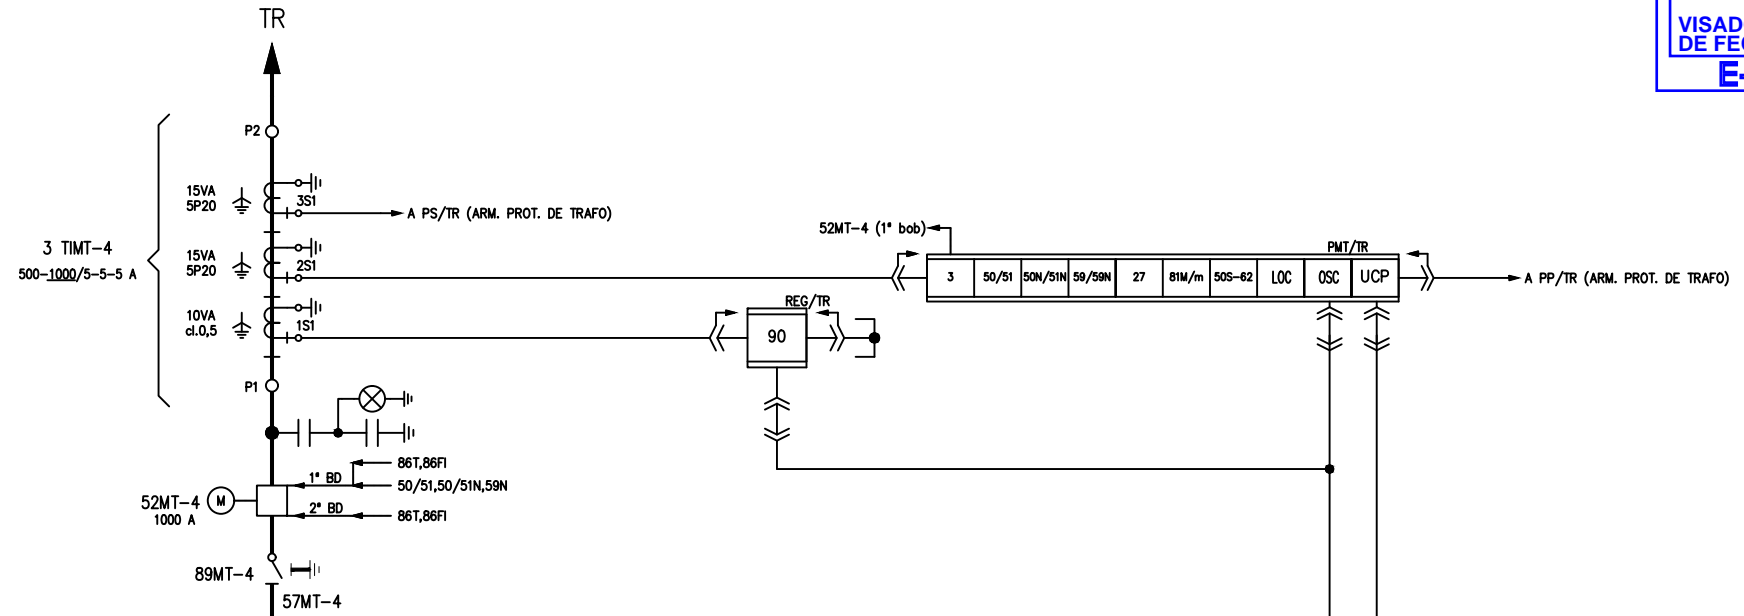 TR
VISAD
DE FE
E-
P2
15VA
5P20
3S1
A PS/TR (ARM. PROT. DE TRAFO)
3 TIMT-4
500-1000/5-5-5 A
15VA
5P20
2S1
52MT-4 (1ª bob)
PMT/TR
3
50/51
50N/51N
59/59N
27
81M/m
50S-62
LOC
OSC
UCP
A PP/TR (ARM. PROT. DE TRAFO)
10VA
cl.0,5
1S1
REG/TR
90
P1
86T,86FI
1ª BD
50/51,50/51N,59N
52MT-4
1000 A
M
2ª BD
86T,86FI
89MT-4
57MT-4